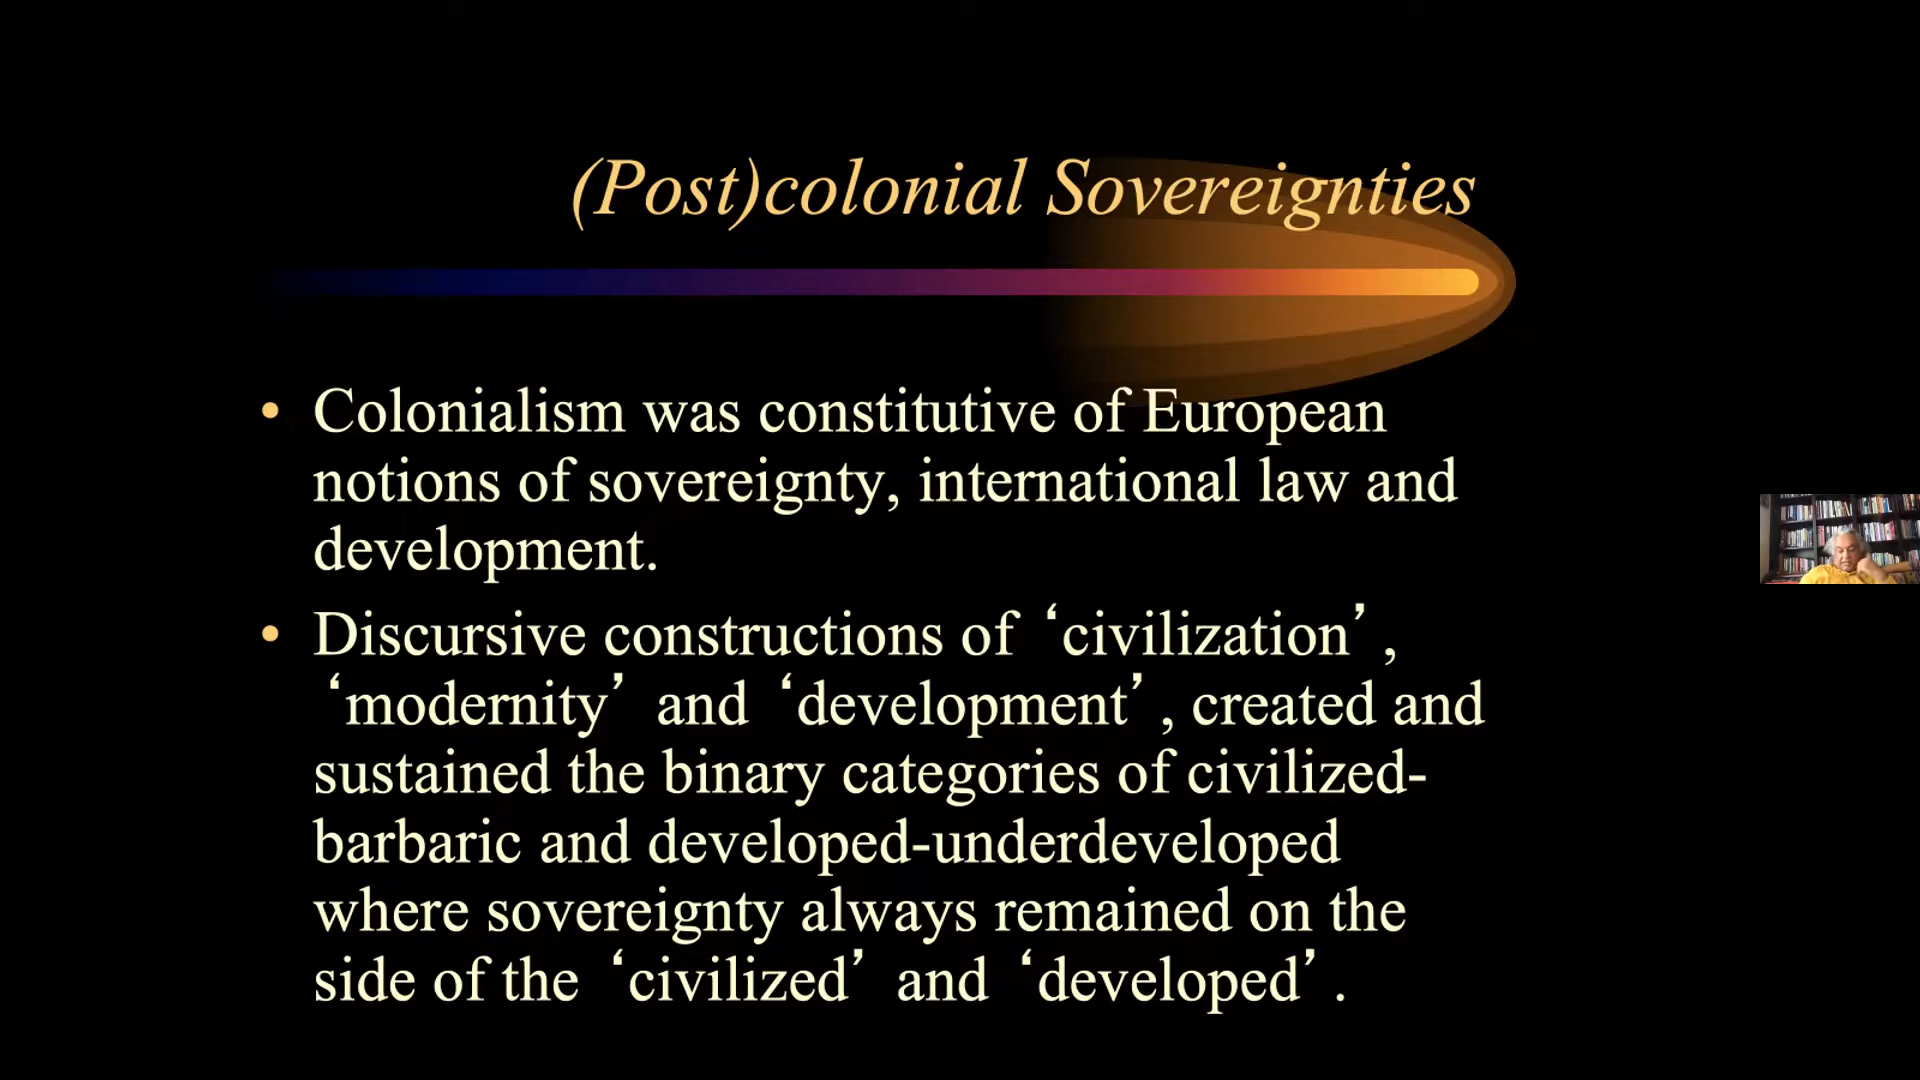 (Post)colonial Sovereignties
• Colonialism was constitutive of European
notions of sovereignty, international law and
development.
• Discursive constructions of ‘civilization’,
‘modernity’ and ‘development’, created and
sustained the binary categories of civilized-
barbaric and developed-underdeveloped
where sovereignty always remained on the
side of the ‘civilized’ and ‘developed’.